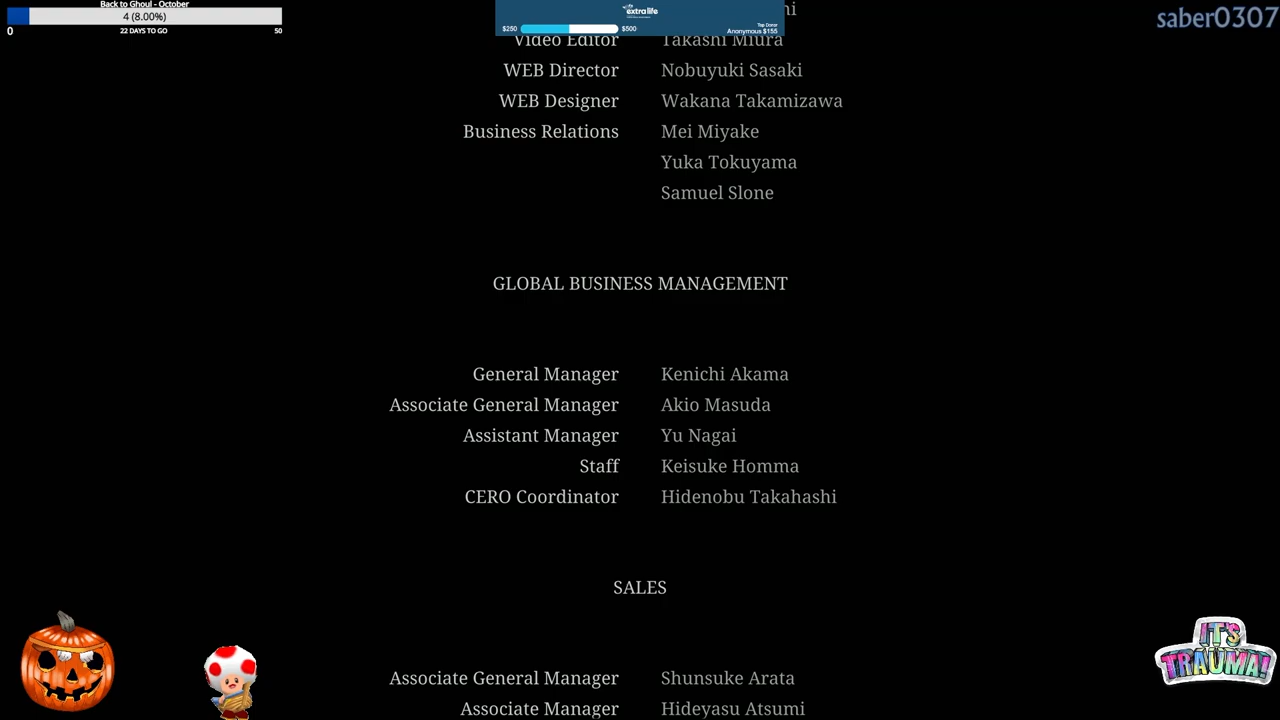 Back to Ghoul - October
4 (8.00%)
0
22 DAYS TO GO
50
extra life
$250
$500
Top Donor
Anonymous $155
saber0307
Video Editor Takashi Miura
WEB Director Nobuyuki Sasaki
WEB Designer Wakana Takamizawa
Business Relations Mei Miyake
Yuka Tokuyama
Samuel Slone
GLOBAL BUSINESS MANAGEMENT
General Manager Kenichi Akama
Associate General Manager Akio Masuda
Assistant Manager Yu Nagai
Staff Keisuke Homma
CERO Coordinator Hidenobu Takahashi
SALES
Associate General Manager Shunsuke Arata
Associate Manager Hideyasu Atsumi
IT'S
TRAUMA!